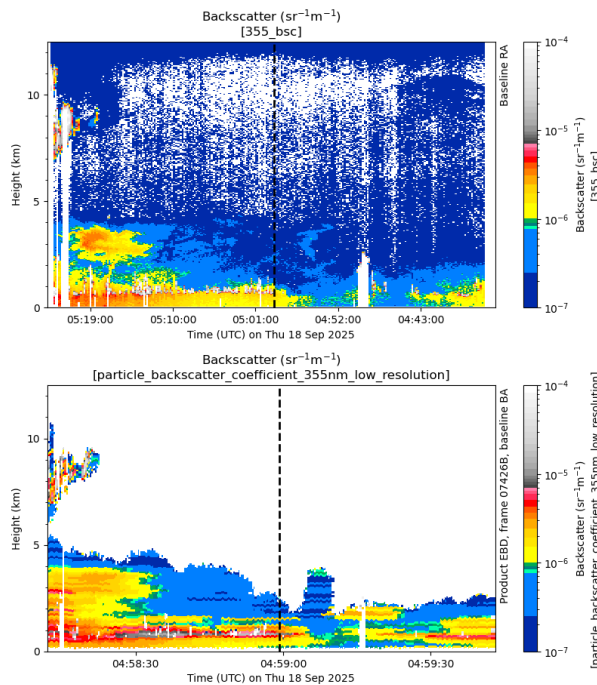 Backscatter (sr⁻¹m⁻¹)
[355_bsc]
Height (km)
10
5
0
05:19:00
05:10:00
05:01:00
04:52:00
04:43:00
Time (UTC) on Thu 18 Sep 2025
Baseline RA
10⁻⁴
10⁻⁵
10⁻⁶
10⁻⁷
Backscatter (sr⁻¹m⁻¹)
[355_bsc]
Backscatter (sr⁻¹m⁻¹)
[particle_backscatter_coefficient_355nm_low_resolution]
Height (km)
10
5
0
04:58:30
04:59:00
04:59:30
Time (UTC) on Thu 18 Sep 2025
Product EBD, frame 07426B, baseline BA
10⁻⁴
10⁻⁵
10⁻⁶
10⁻⁷
Backscatter (sr⁻¹m⁻¹)
[particle_backscatter_coefficient_355nm_low_resolution]